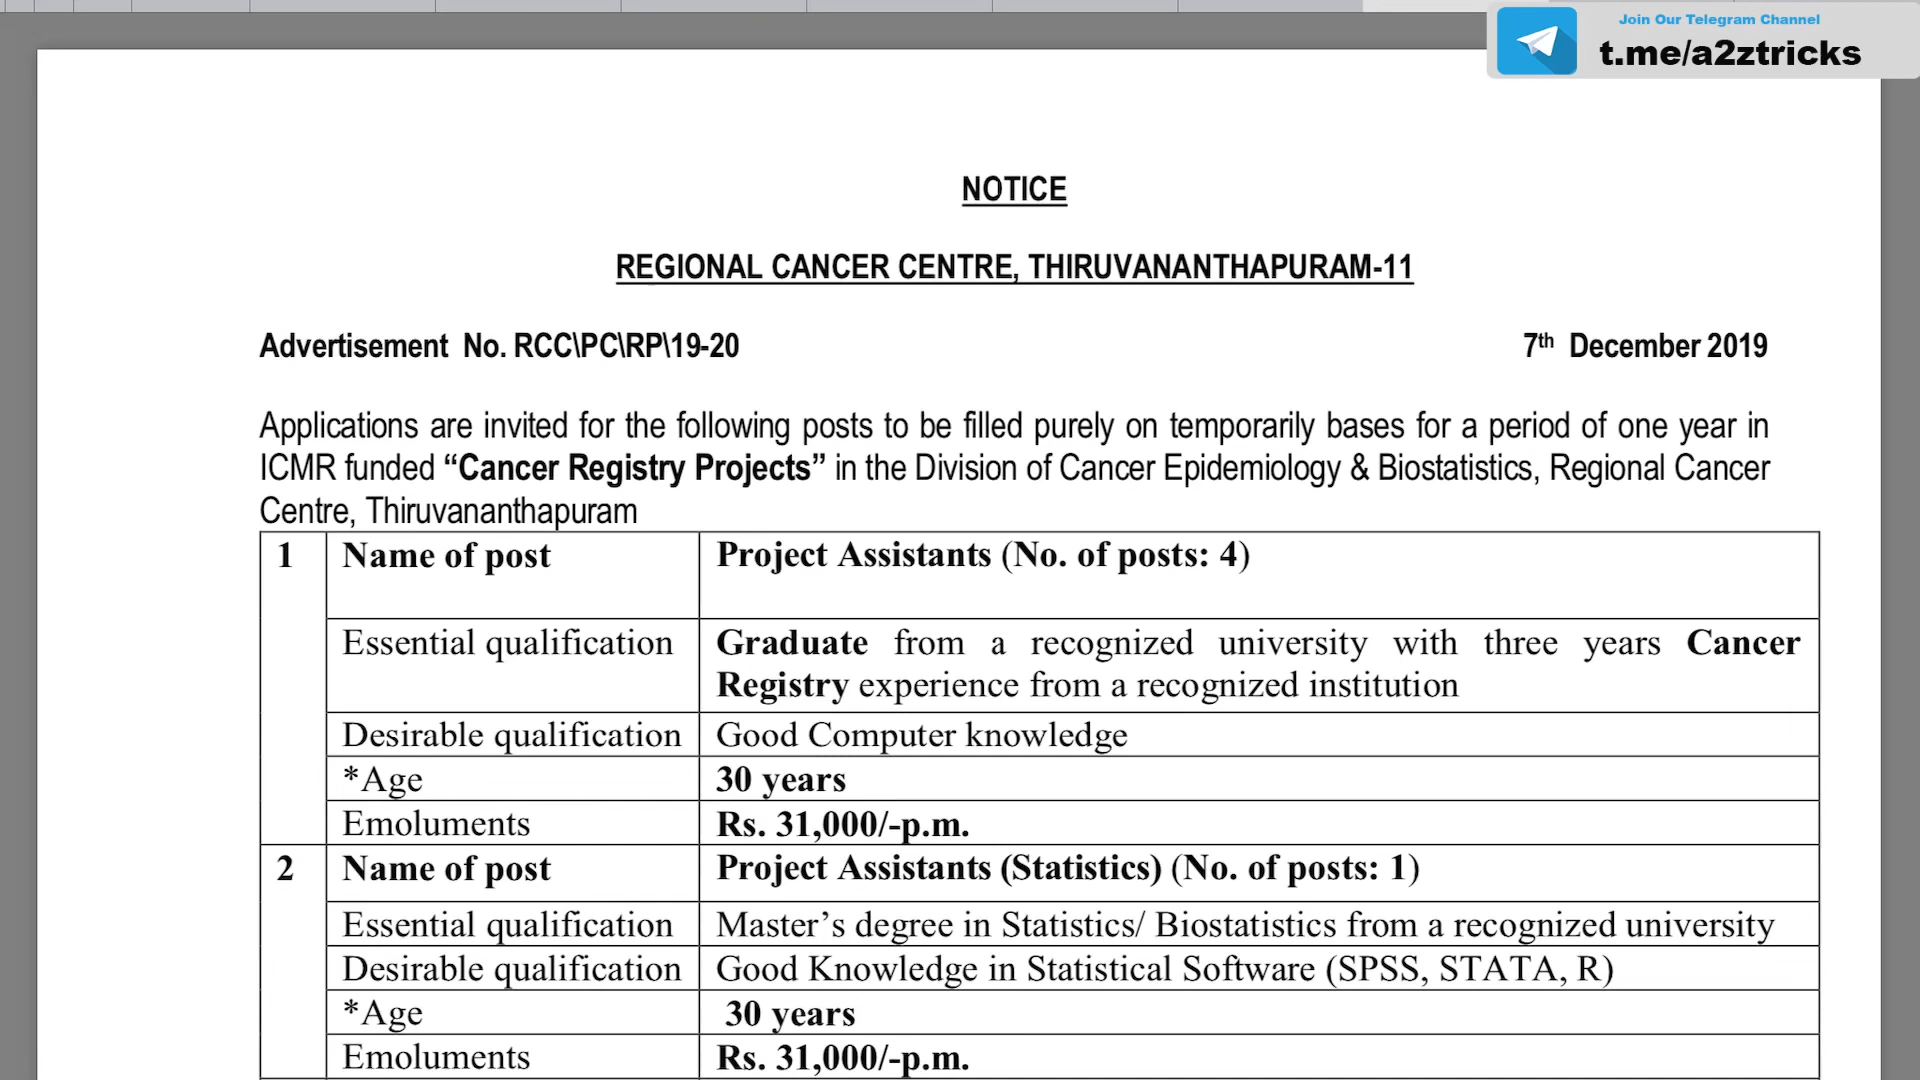 Join Our Telegram Channel
t.me/a2ztricks
NOTICE
REGIONAL CANCER CENTRE, THIRUVANANTHAPURAM-11
Advertisement No. RCC\PC\RP\19-20 7th December 2019
Applications are invited for the following posts to be filled purely on temporarily bases for a period of one year in
ICMR funded “Cancer Registry Projects” in the Division of Cancer Epidemiology & Biostatistics, Regional Cancer
Centre, Thiruvananthapuram
1 Name of post Project Assistants (No. of posts: 4)
Essential qualification Graduate from a recognized university with three years Cancer
Registry experience from a recognized institution
Desirable qualification Good Computer knowledge
*Age 30 years
Emoluments Rs. 31,000/-p.m.
2 Name of post Project Assistants (Statistics) (No. of posts: 1)
Essential qualification Master’s degree in Statistics/ Biostatistics from a recognized university
Desirable qualification Good Knowledge in Statistical Software (SPSS, STATA, R)
*Age 30 years
Emoluments Rs. 31,000/-p.m.